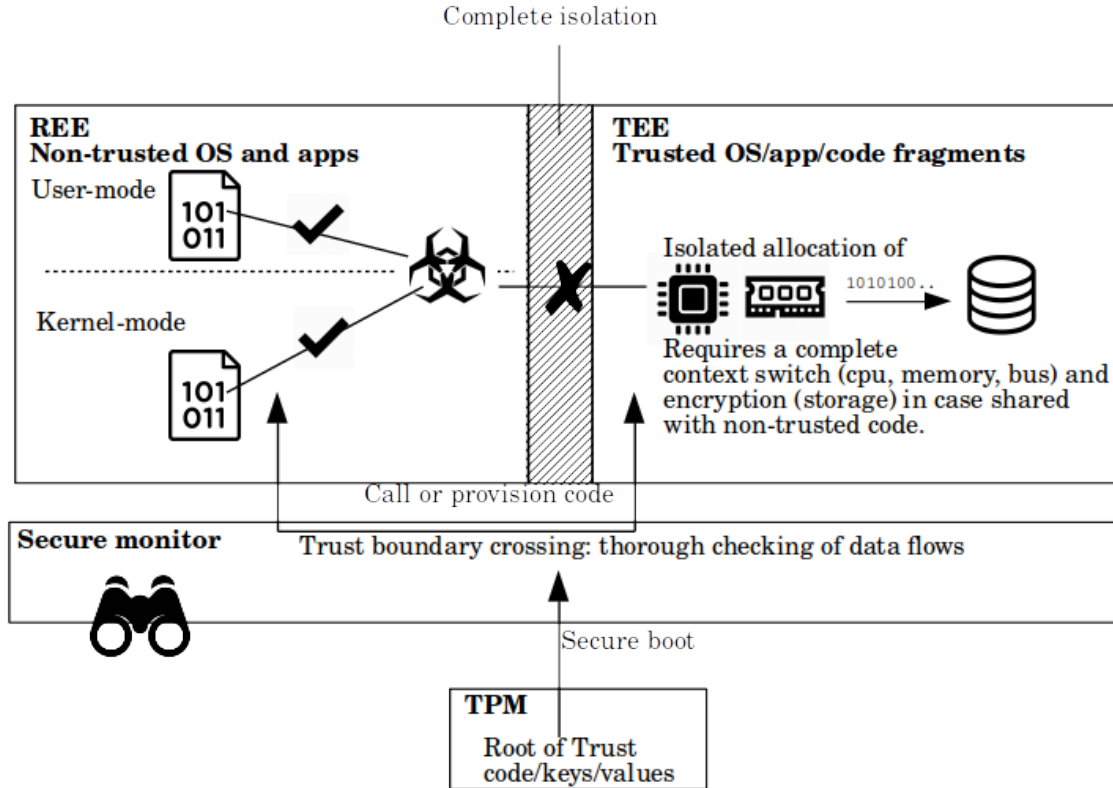 Complete isolation
REE
Non-trusted OS and apps
User-mode
101
011
Kernel-mode
101
011
TEE
Trusted OS/app/code fragments
Isolated allocation of
1010100..
Requires a complete
context switch (cpu, memory, bus) and
encryption (storage) in case shared
with non-trusted code.
Call or provision code
Secure monitor
Trust boundary crossing: thorough checking of data flows
Secure boot
TPM
Root of Trust
code/keys/values